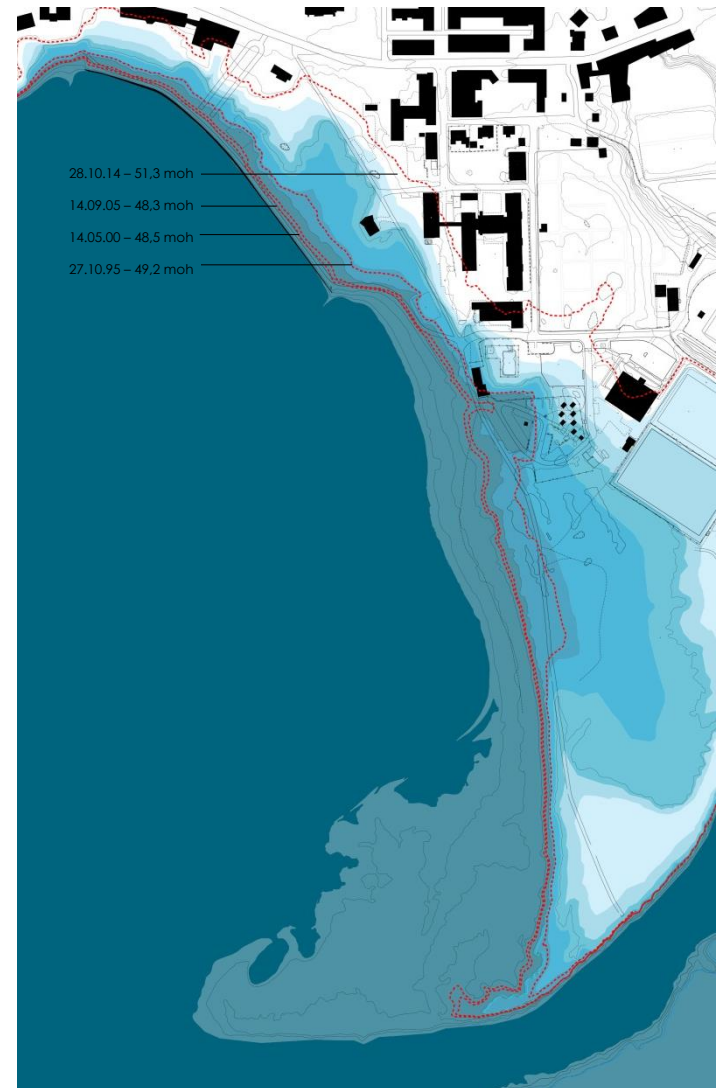 28.10.14 – 51,3 moh
14.09.05 – 48,3 moh
14.05.00 – 48,5 moh
27.10.95 – 49,2 moh